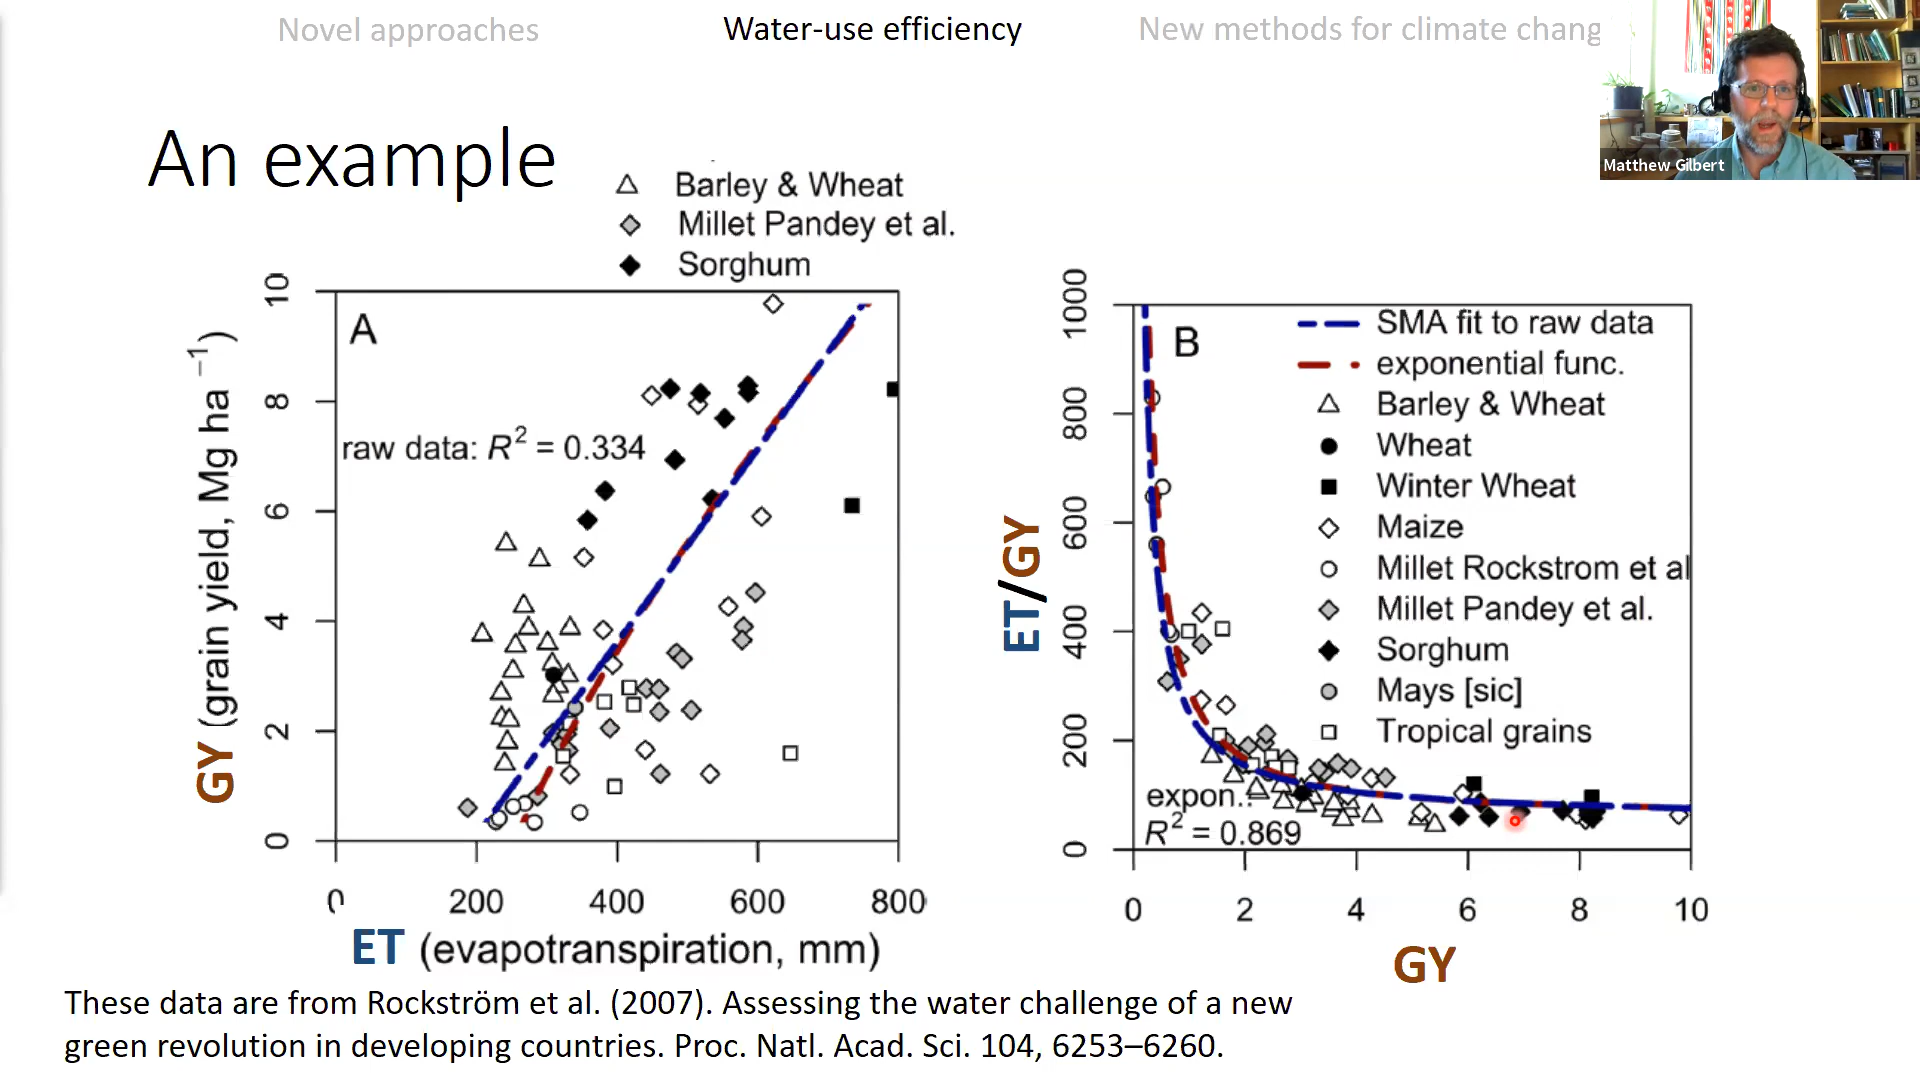 Novel approaches
Water-use efficiency
New methods for climate chang
Matthew Gilbert
An example
Barley & Wheat
Millet Pandey et al.
Sorghum
A
raw data: R² = 0.334
GY (grain yield, Mg ha⁻¹)
0
2
4
6
8
10
0
200
400
600
800
ET (evapotranspiration, mm)
B
SMA fit to raw data
exponential func.
Barley & Wheat
Wheat
Winter Wheat
Maize
Millet Rockstrom et al
Millet Pandey et al.
Sorghum
Mays [sic]
Tropical grains
expon.:
R² = 0.869
ET/GY
0
200
400
600
800
1000
0
2
4
6
8
10
GY
These data are from Rockström et al. (2007). Assessing the water challenge of a new
green revolution in developing countries. Proc. Natl. Acad. Sci. 104, 6253–6260.